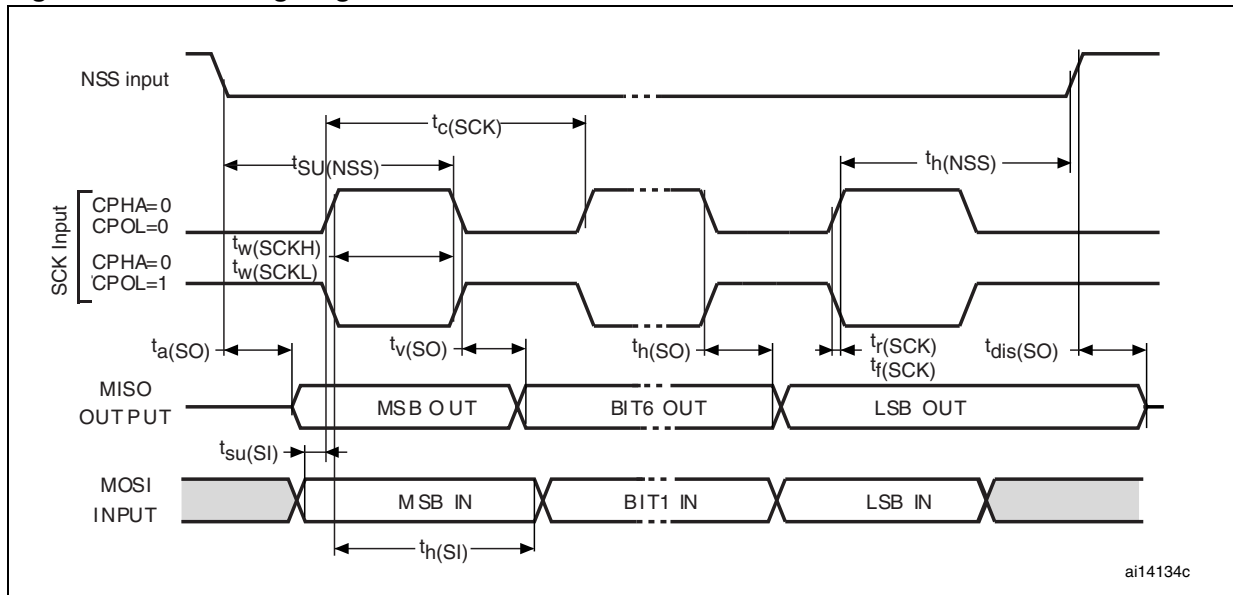 NSS input
tc(SCK)
tSU(NSS)
th(NSS)
SCK Input
CPHA=0
CPOL=0
tw(SCKH)
CPHA=0
tw(SCKL)
CPOL=1
ta(SO)
tv(SO)
th(SO)
tr(SCK)
tf(SCK)
tdis(SO)
MISO
OUTPUT
MSB OUT
BIT6 OUT
LSB OUT
tsu(SI)
MOSI
INPUT
MSB IN
BIT1 IN
LSB IN
th(SI)
ai14134c